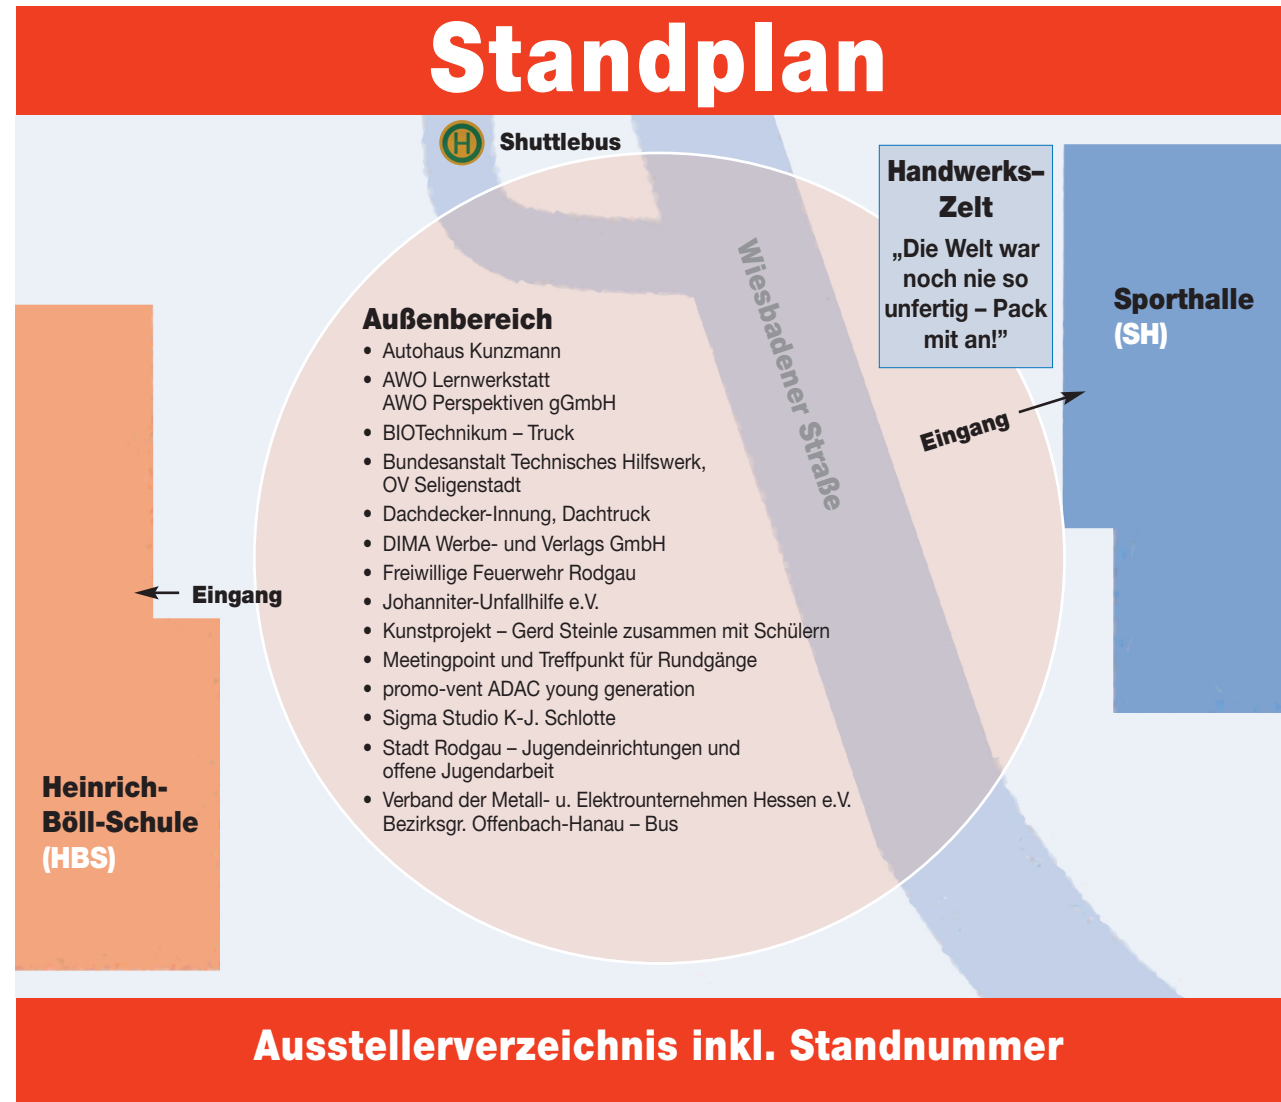 Standplan
H
Shuttlebus
Handwerks–
Zelt
„Die Welt war
noch nie so
unfertig – Pack
mit an!”
Sporthalle
(SH)
Eingang
Wiesbadener Straße
Außenbereich
• Autohaus Kunzmann
• AWO Lernwerkstatt
AWO Perspektiven gGmbH
• BIOTechnikum – Truck
• Bundesanstalt Technisches Hilfswerk,
OV Seligenstadt
• Dachdecker-Innung, Dachtruck
• DIMA Werbe- und Verlags GmbH
• Freiwillige Feuerwehr Rodgau
• Johanniter-Unfallhilfe e.V.
• Kunstprojekt – Gerd Steinle zusammen mit Schülern
• Meetingpoint und Treffpunkt für Rundgänge
• promo-vent ADAC young generation
• Sigma Studio K-J. Schlotte
• Stadt Rodgau – Jugendeinrichtungen und
offene Jugendarbeit
• Verband der Metall- u. Elektrounternehmen Hessen e.V.
Bezirksgr. Offenbach-Hanau – Bus
Eingang
Heinrich-
Böll-Schule
(HBS)
Ausstellerverzeichnis inkl. Standnummer